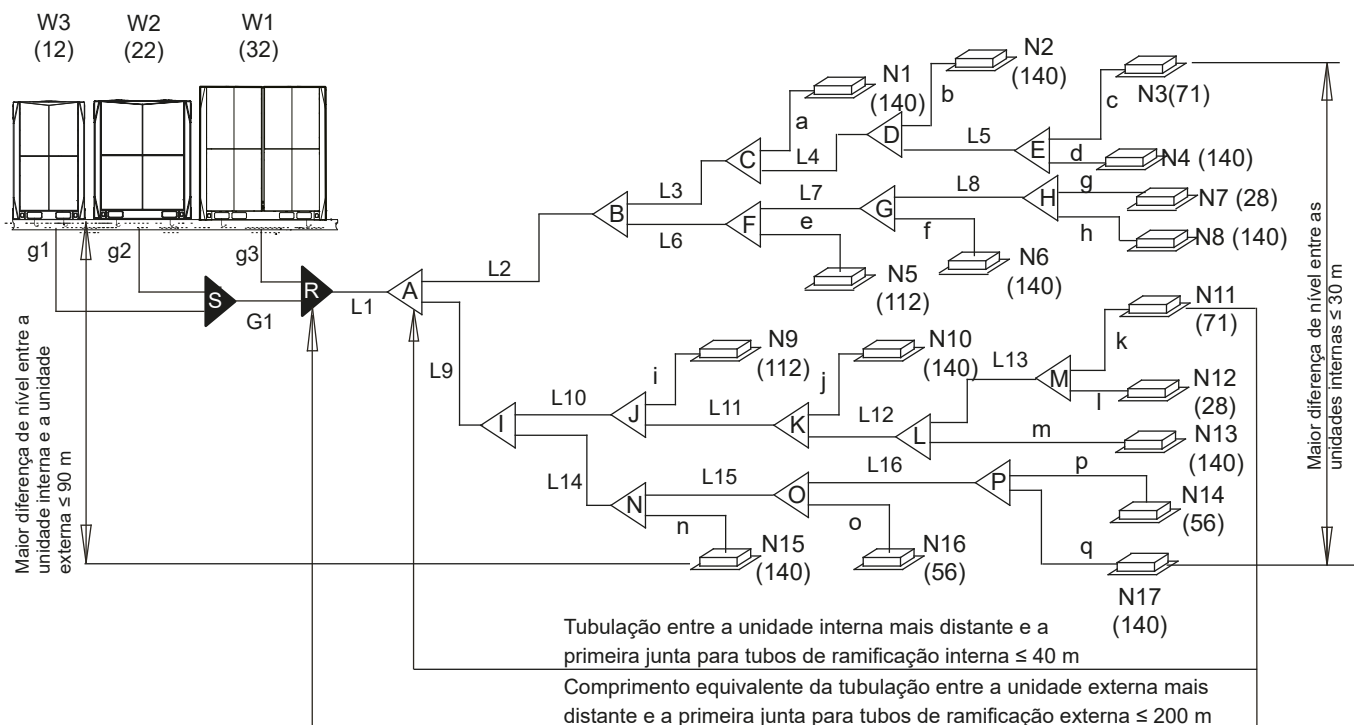 W3
(12)
W2
(22)
W1
(32)
g1
g2
g3
S
G1
R
L1
A
L2
B
L3
L6
C
a
N1
(140)
L4
D
b
N2
(140)
L5
E
c
N3(71)
d
N4 (140)
F
L7
e
N5
(112)
G
L8
f
N6
(140)
H
g
N7 (28)
h
N8 (140)
L9
I
L10
J
i
N9
(112)
L11
K
j
N10
(140)
L12
L
L13
M
k
N11
(71)
l
N12
(28)
m
N13
(140)
L14
N
L15
n
N15
(140)
O
L16
o
N16
(56)
P
p
N14
(56)
q
N17
(140)
Maior diferença de nível entre a
unidade interna e a unidade
externa ≤ 90 m
Maior diferença de nível entre as
unidades internas ≤ 30 m
Tubulação entre a unidade interna mais distante e a
primeira junta para tubos de ramificação interna ≤ 40 m
Comprimento equivalente da tubulação entre a unidade externa mais
distante e a primeira junta para tubos de ramificação externa ≤ 200 m